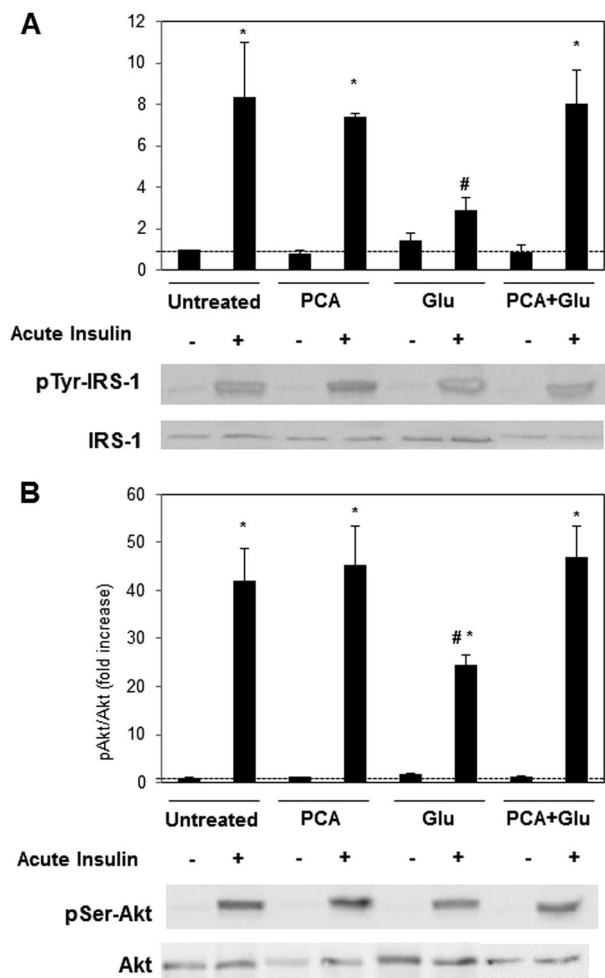 A
12
10
8
6
4
2
0
* * # *
Untreated PCA Glu PCA+Glu
Acute Insulin - + - + - + - +
pTyr-IRS-1
IRS-1
B
pAkt/Akt (fold increase)
60
50
40
30
20
10
0
* * # * *
Untreated PCA Glu PCA+Glu
Acute Insulin - + - + - + - +
pSer-Akt
Akt